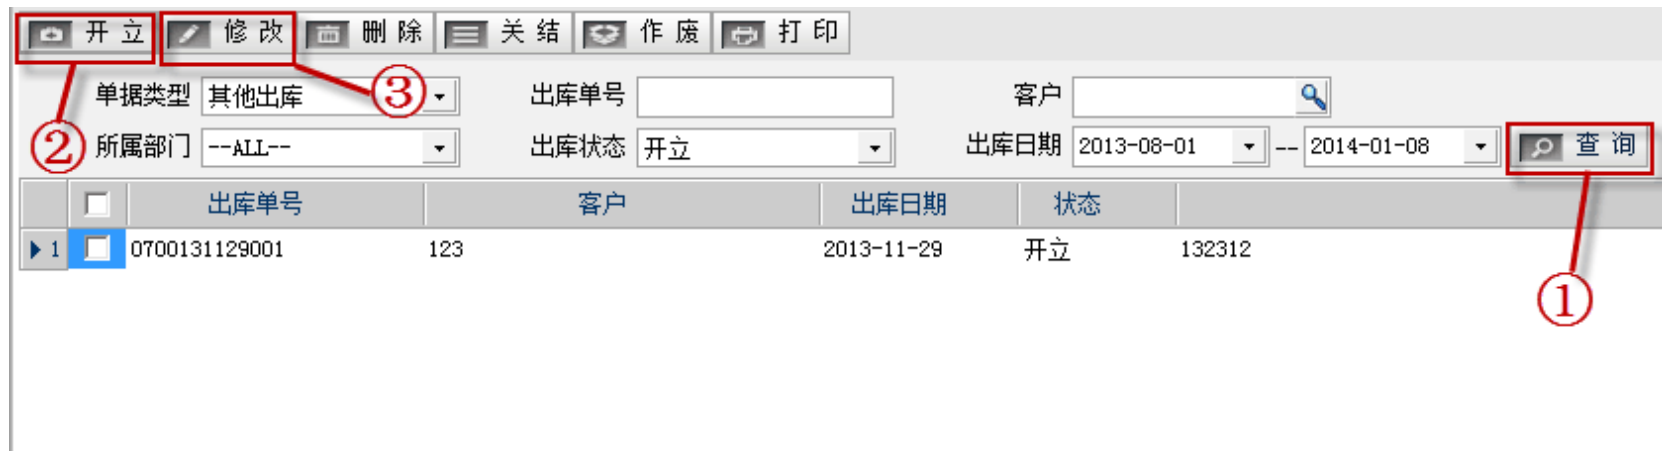 开立 修改 删除 关结 作废 打印
单据类型 其他出库 ③ 出库单号 客户
② 所属部门 --ALL-- 出库状态 开立 出库日期 2013-08-01 -- 2014-01-08 查询
出库单号 客户 出库日期 状态
1 0700131129001 123 2013-11-29 开立 132312
①